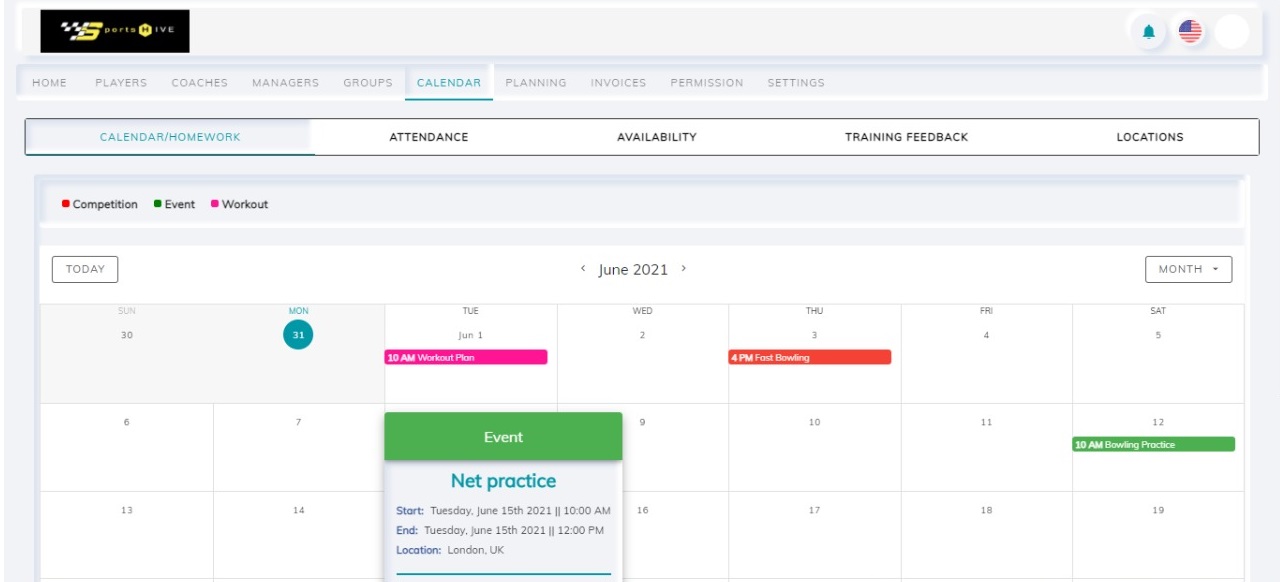 SportsHIVE
HOME PLAYERS COACHES MANAGERS GROUPS CALENDAR PLANNING INVOICES PERMISSION SETTINGS
CALENDAR/HOMEWORK ATTENDANCE AVAILABILITY TRAINING FEEDBACK LOCATIONS
Competition Event Workout
TODAY ‹ June 2021 › MONTH
SUN MON TUE WED THU FRI SAT
30 31 Jun 1 2 3 4 5
10 AM Workout Plan 4 PM Fast Bowling
6 7 9 10 11 12
Event
10 AM Bowling Practice
Net practice
13 14 16 17 18 19
Start: Tuesday, June 15th 2021 || 10:00 AM
End: Tuesday, June 15th 2021 || 12:00 PM
Location: London, UK